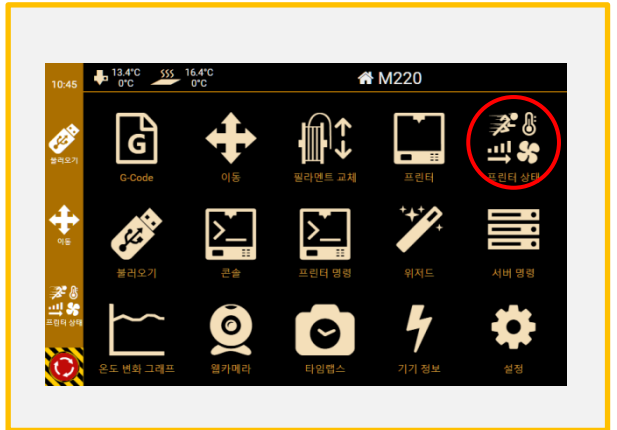 10:45
13.4°C
0°C
16.4°C
0°C
M220
불러오기
이동
프린터 상태
G
G-Code
이동
필라멘트 교체
프린터
프린터 상태
불러오기
콘솔
프린터 명령
위저드
서버 명령
온도 변화 그래프
웹카메라
타임랩스
기기 정보
설정